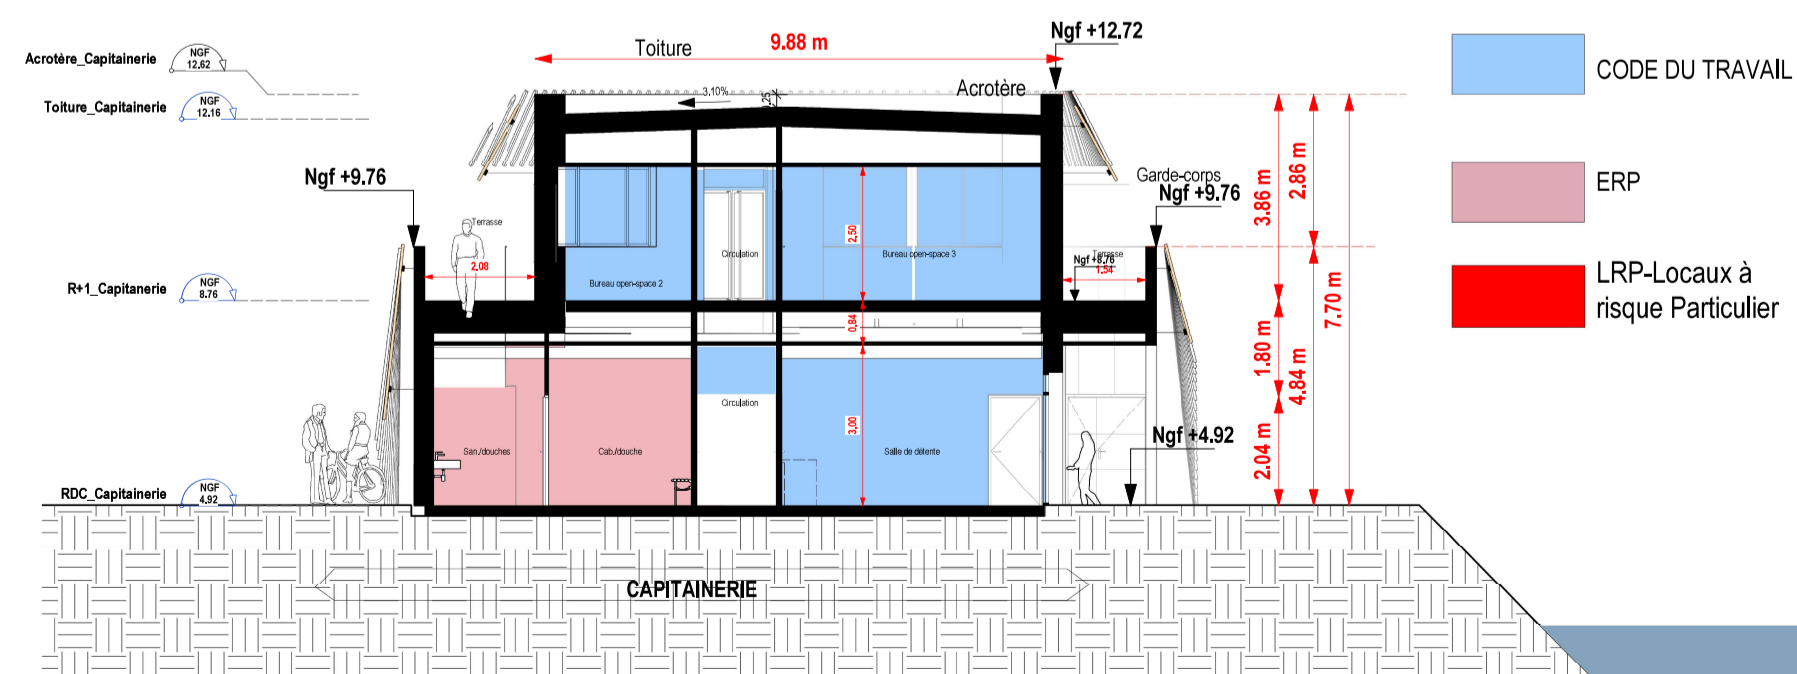 Toiture
9.88 m
Ngf +12.72
Acrotère_Capitainerie
NGF
12.62
CODE DU TRAVAIL
Acrotère
3.10%
Toiture_Capitainerie
NGF
12.16
Ngf +9.76
Garde-corps
Ngf +9.76
3.86 m
2.86 m
ERP
Terrasse
2.08
2.50
Circulation
Bureau open-space 3
Bureau open-space 2
Terrasse
Ngf +8.76
1.54
R+1_Capitanerie
NGF
8.76
LRP-Locaux à
risque Particulier
7.70 m
0.84
1.80 m
4.84 m
Circulation
3.00
San./douches
Cab./douche
Salle de détente
Ngf +4.92
2.04 m
RDC_Capitainerie
NGF
4.92
CAPITAINERIE